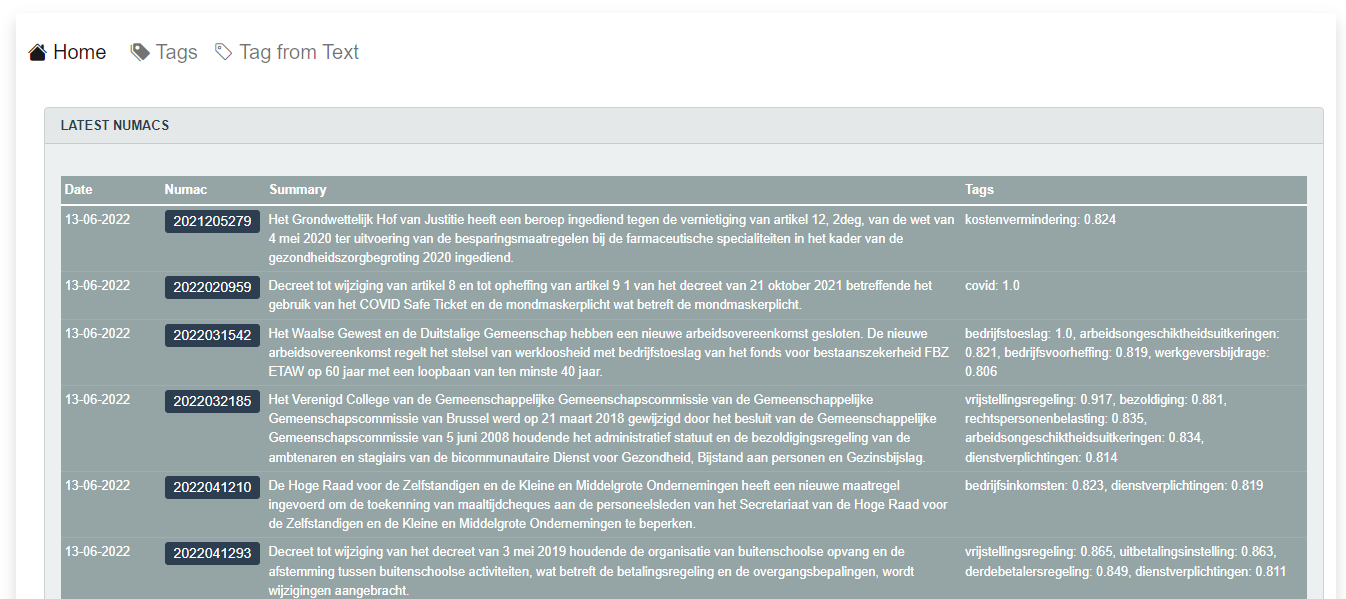 Home Tags Tag from Text
LATEST NUMACS
Date Numac Summary Tags
13-06-2022 2021205279 Het Grondwettelijk Hof van Justitie heeft een beroep ingediend tegen de vernietiging van artikel 12, 2deg, van de wet van kostenvermindering: 0.824
4 mei 2020 ter uitvoering van de besparingsmaatregelen bij de farmaceutische specialiteiten in het kader van de
gezondheidszorgbegroting 2020 ingediend.
13-06-2022 2022020959 Decreet tot wijziging van artikel 8 en tot opheffing van artikel 9 1 van het decreet van 21 oktober 2021 betreffende het covid: 1.0
gebruik van het COVID Safe Ticket en de mondmaskerplicht wat betreft de mondmaskerplicht.
13-06-2022 2022031542 Het Waalse Gewest en de Duitstalige Gemeenschap hebben een nieuwe arbeidsovereenkomst gesloten. De nieuwe bedrijfstoeslag: 1.0, arbeidsongeschiktheidsuitkeringen:
arbeidsovereenkomst regelt het stelsel van werkloosheid met bedrijfstoeslag van het fonds voor bestaanszekerheid FBZ 0.821, bedrijfsvoorheffing: 0.819, werkgeversbijdrage:
ETAW op 60 jaar met een loopbaan van ten minste 40 jaar. 0.806
13-06-2022 2022032185 Het Verenigd College van de Gemeenschappelijke Gemeenschapscommissie van de Gemeenschappelijke vrijstellingsregeling: 0.917, bezoldiging: 0.881,
Gemeenschapscommissie van Brussel werd op 21 maart 2018 gewijzigd door het besluit van de Gemeenschappelijke rechtspersonenbelasting: 0.835,
Gemeenschapscommissie van 5 juni 2008 houdende het administratief statuut en de bezoldigingsregeling van de arbeidsongeschiktheidsuitkeringen: 0.834,
ambtenaren en stagiairs van de bicommunautaire Dienst voor Gezondheid, Bijstand aan personen en Gezinsbijslag. dienstverplichtingen: 0.814
13-06-2022 2022041210 De Hoge Raad voor de Zelfstandigen en de Kleine en Middelgrote Ondernemingen heeft een nieuwe maatregel bedrijfsinkomsten: 0.823, dienstverplichtingen: 0.819
ingevoerd om de toekenning van maaltijdcheques aan de personeelsleden van het Secretariaat van de Hoge Raad voor
de Zelfstandigen en de Kleine en Middelgrote Ondernemingen te beperken.
13-06-2022 2022041293 Decreet tot wijziging van het decreet van 3 mei 2019 houdende de organisatie van buitenschoolse opvang en de vrijstellingsregeling: 0.865, uitbetalingsinstelling: 0.863,
afstemming tussen buitenschoolse activiteiten, wat betreft de betalingsregeling en de overgangsbepalingen, wordt derdebetalersregeling: 0.849, dienstverplichtingen: 0.811
wijzigingen aangebracht.